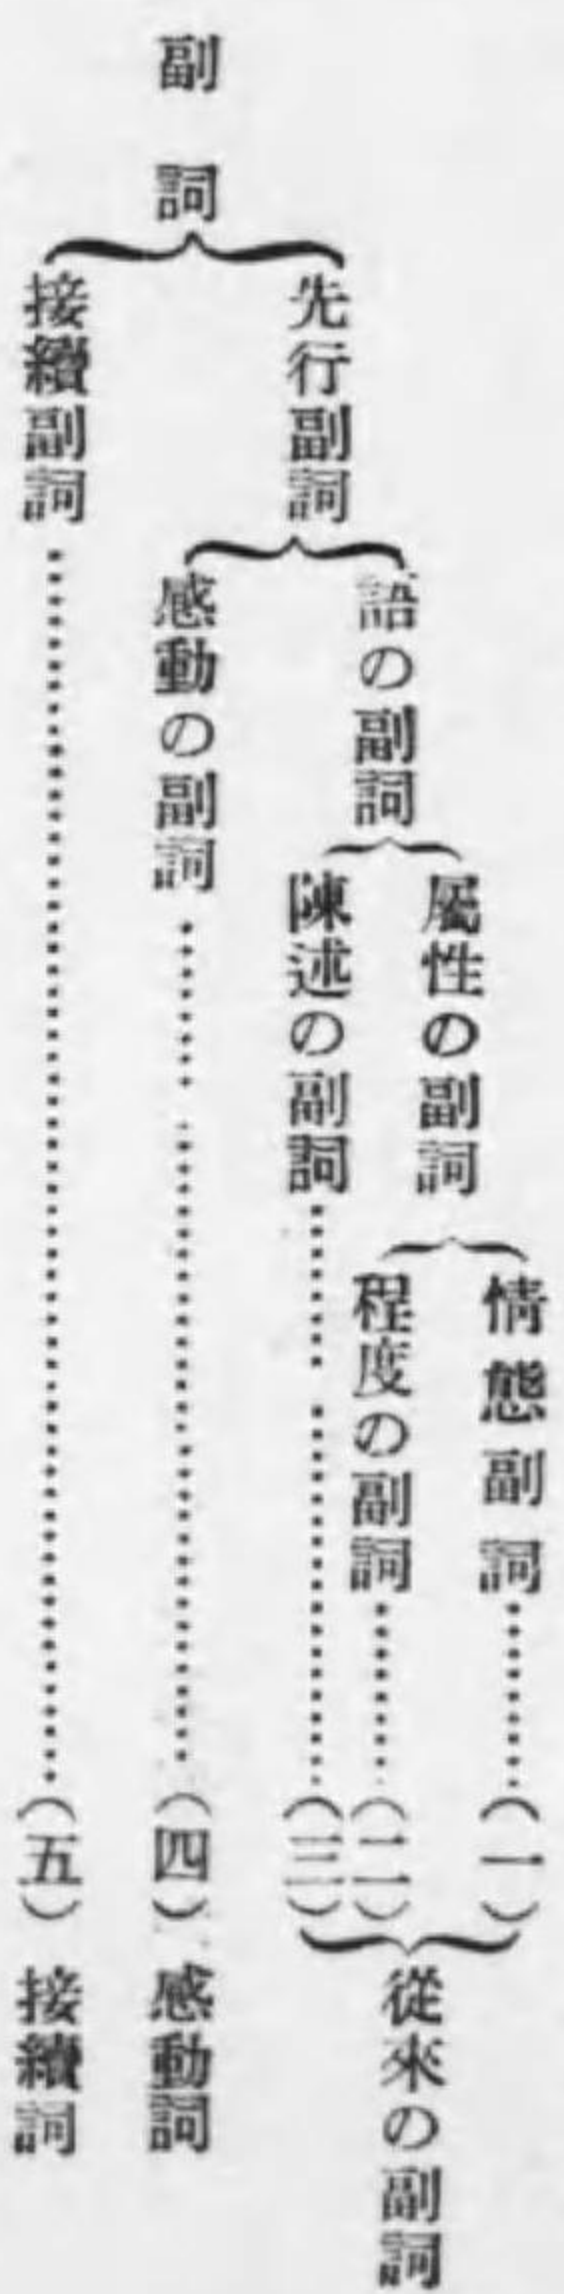 副詞
先行副詞
接續副詞
語の副詞
感動の副詞
屬性の副詞
陳述の副詞
情態副詞
程度の副詞
(一)
(二)
(三)
(四)
(五)
從來の副詞
感動詞
接續詞